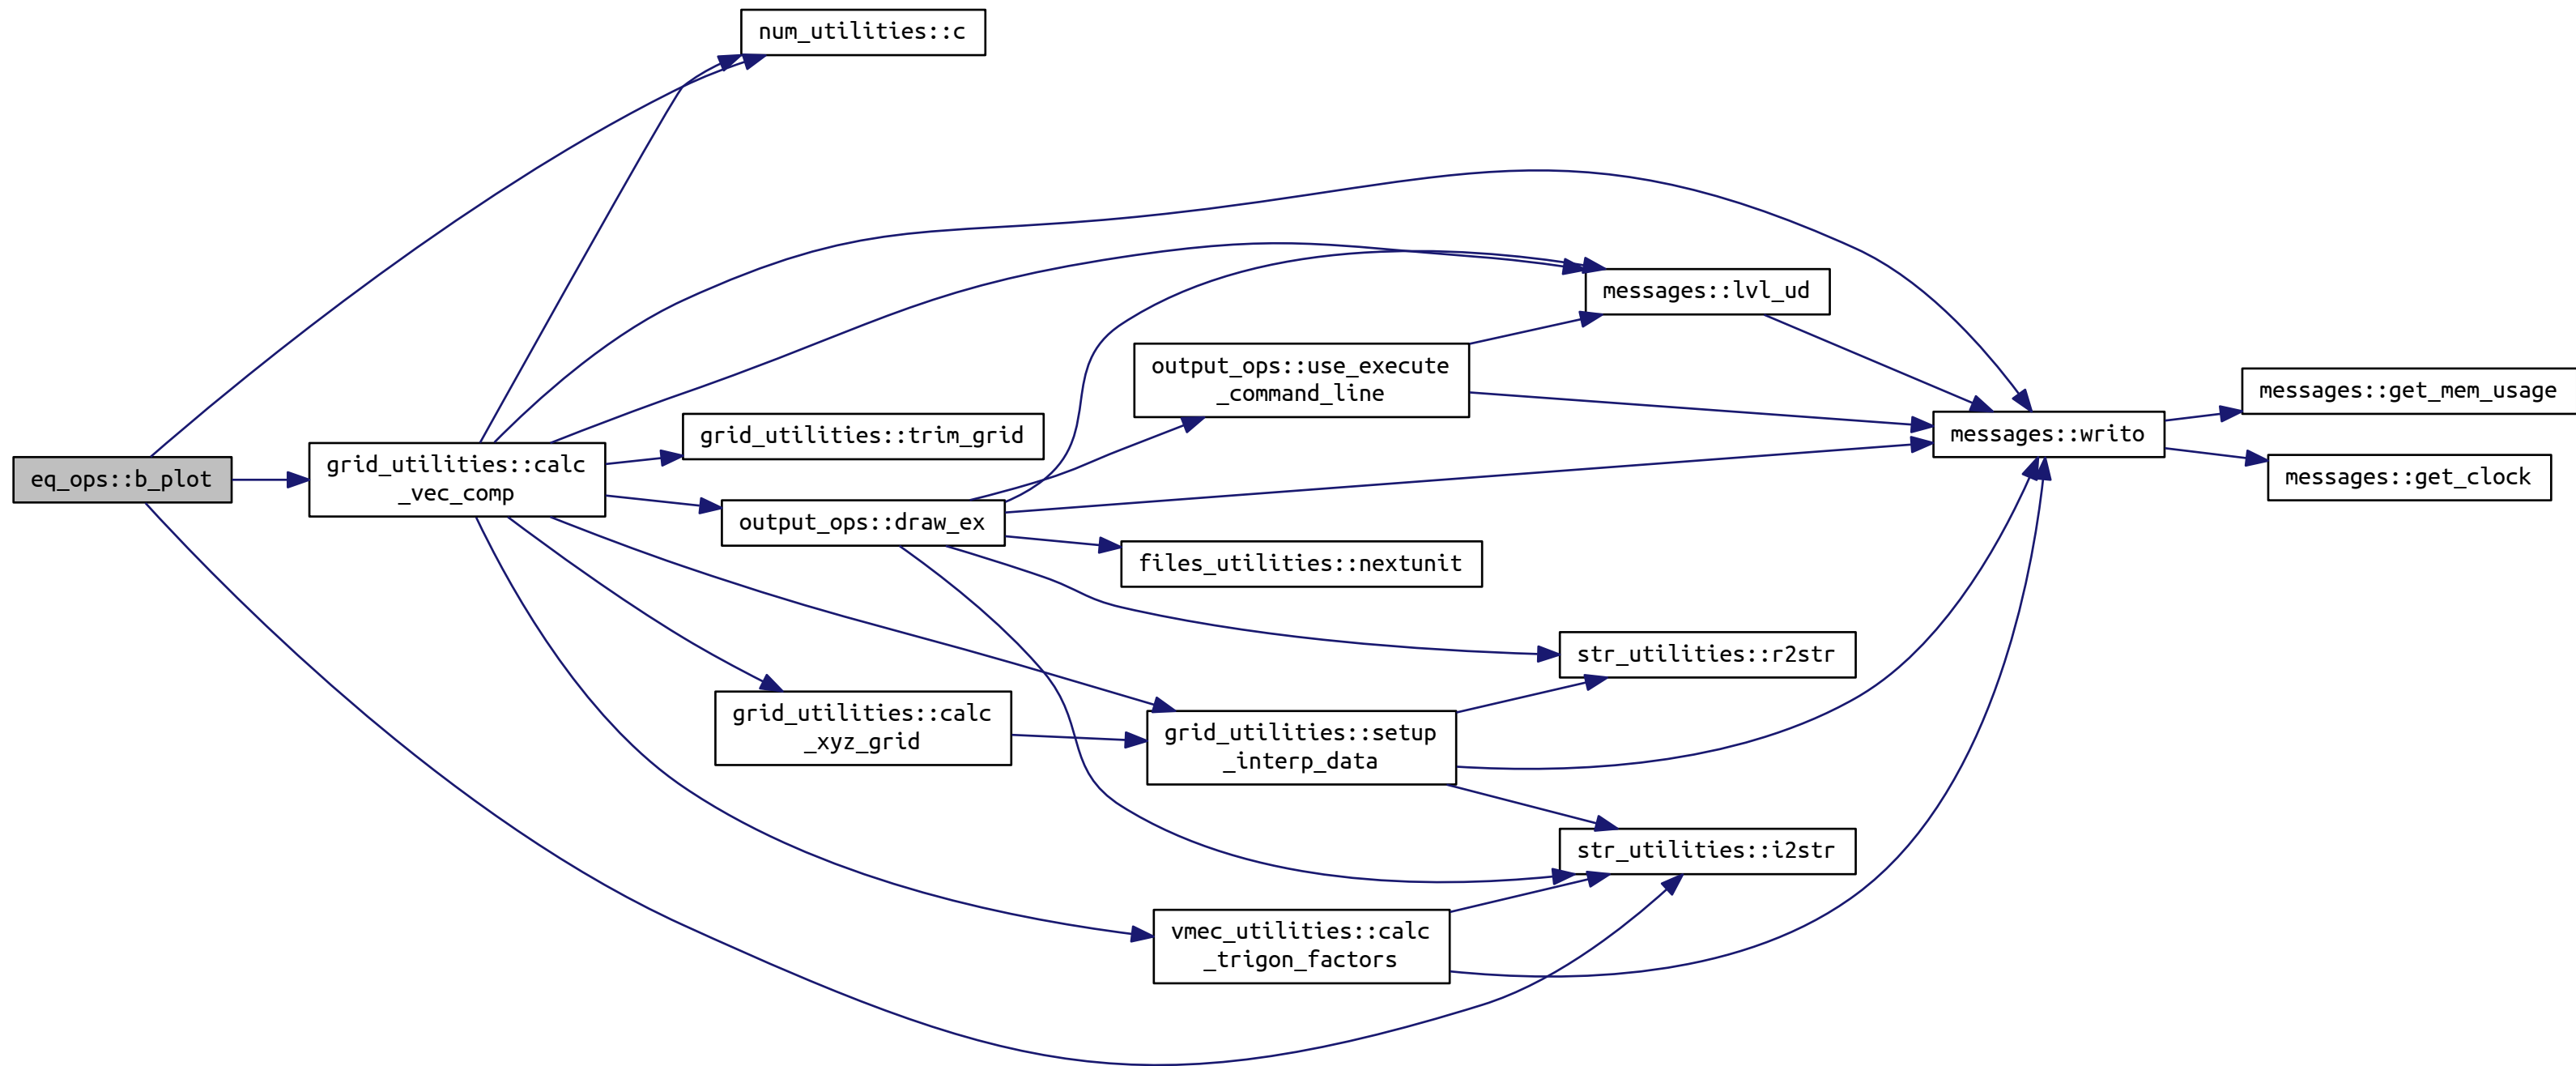 num_utilities::c
messages::lvl_ud
output_ops::use_execute
_command_line
messages::get_mem_usage
grid_utilities::trim_grid
messages::writo
eq_ops::b_plot
grid_utilities::calc
_vec_comp
messages::get_clock
output_ops::draw_ex
files_utilities::nextunit
str_utilities::r2str
grid_utilities::calc
_xyz_grid
grid_utilities::setup
_interp_data
str_utilities::i2str
vmec_utilities::calc
_trigon_factors